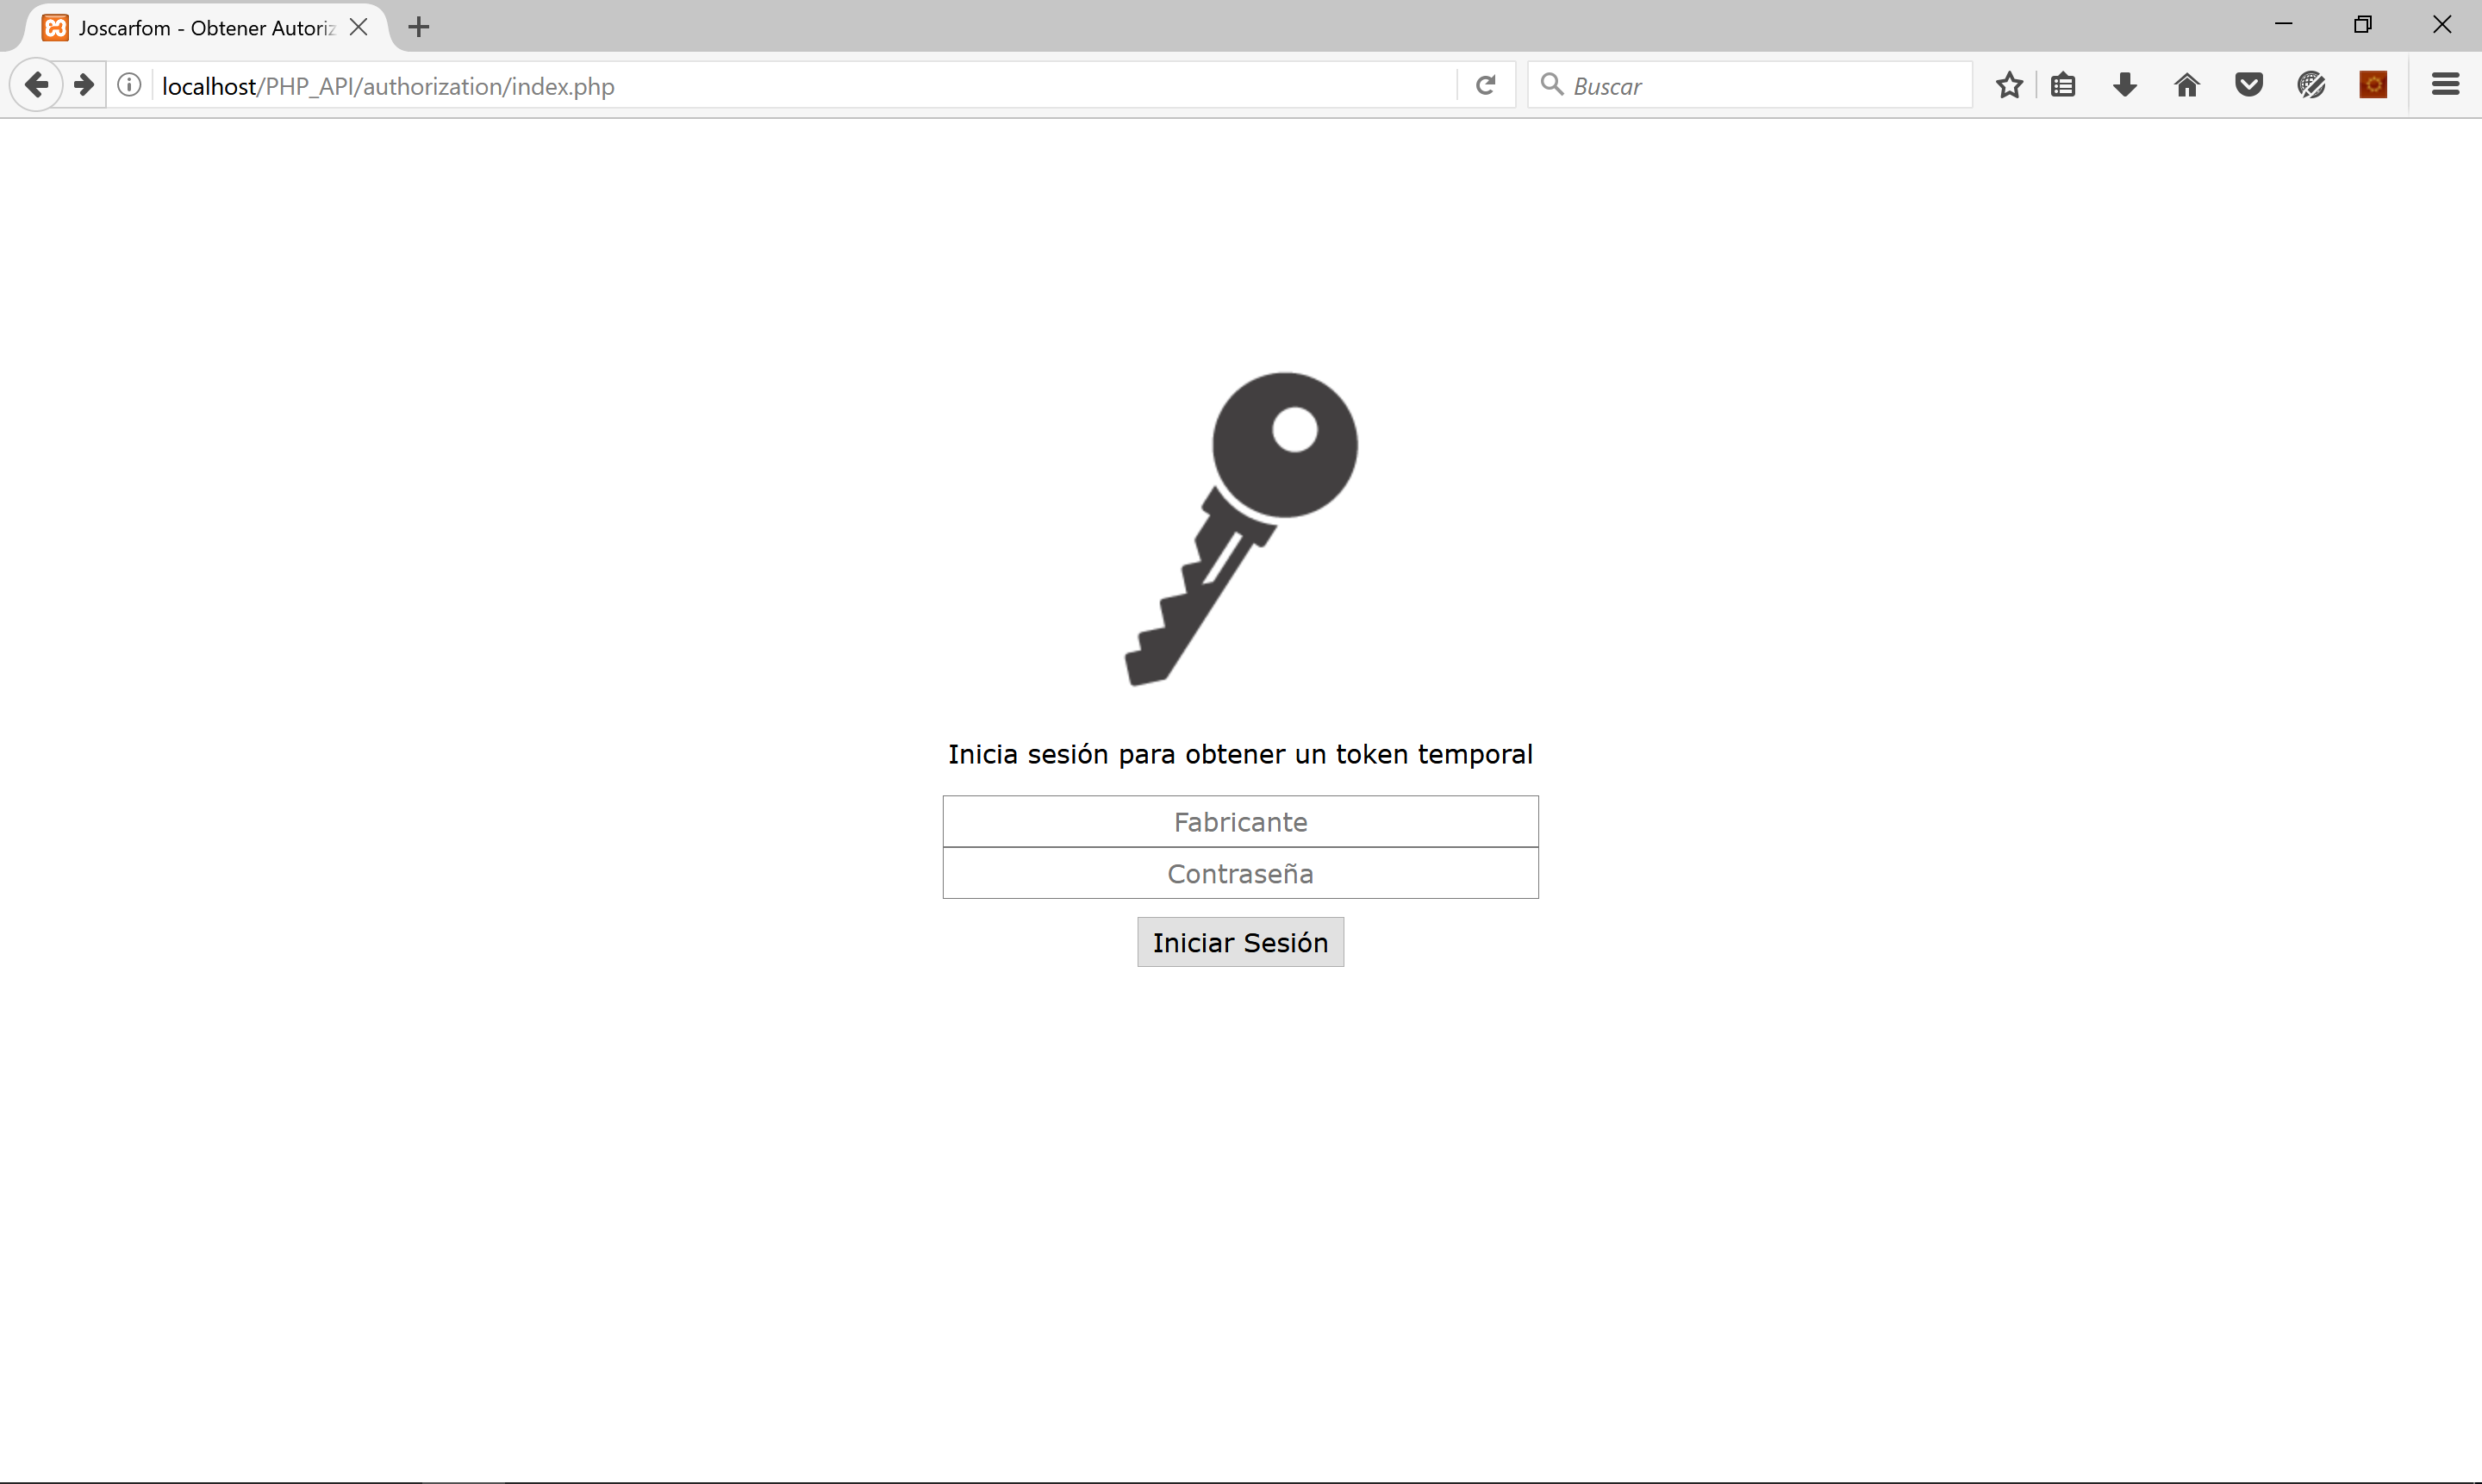 Joscarfom - Obtener Autoriz
localhost/PHP_API/authorization/index.php
Buscar
Inicia sesión para obtener un token temporal
Fabricante
Contraseña
Iniciar Sesión